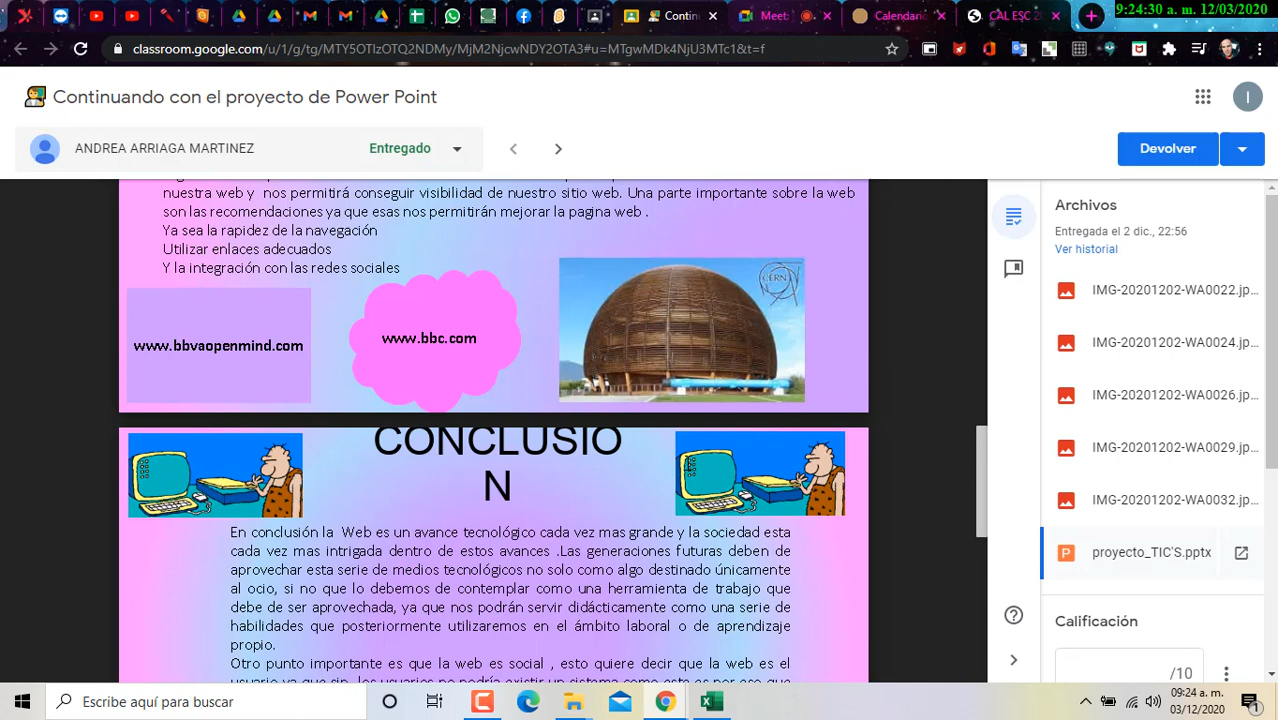 Contin
Meet:
Calendario
CAL ESC 20
9:24:30 a. m. 12/03/2020
classroom.google.com/u/1/g/tg/MTY5OTIzOTQ2NDMy/MjM2NjcwNDY2OTA3#u=MTgwMDk4NjU3MTc1&t=f
Continuando con el proyecto de Power Point
I
ANDREA ARRIAGA MARTINEZ
Entregado
Devolver
nuestra web y nos permitirá conseguir visibilidad de nuestro sitio web. Una parte importante sobre la web
son las recomendaciones ya que esas nos permitirán mejorar la pagina web .
Ya sea la rapidez de la
Utilizar enlaces adecuados
Y la integración con las redes sociales
www.bbvaopenmind.com
www.bbc.com
CERN
CONCLUSIO
N
En conclusión la Web es un avance tecnológico cada vez mas grande y la sociedad esta
cada vez mas intrigada dentro de estos avances .Las generaciones futuras deben de
aprovechar esta serie de medios tecnológicos no solo como algo destinado únicamente
al ocio, si no que lo debemos de contemplar como una herramienta de trabajo que
debe de ser aprovechada, ya que nos podrán servir didácticamente como una serie de
habilidades que posteriormente utilizaremos en el ámbito laboral o de aprendizaje
propio.
Otro punto importante es que la web es social , esto quiere decir que la web es el
Archivos
Entregada el 2 dic., 22:56
Ver historial
IMG-20201202-WA0022.jp...
IMG-20201202-WA0024.jp...
IMG-20201202-WA0026.jp...
IMG-20201202-WA0029.jp...
IMG-20201202-WA0032.jp...
P
proyecto_TIC'S.pptx
Calificación
/10
Escribe aquí para buscar
09:24 a. m.
03/12/2020
1